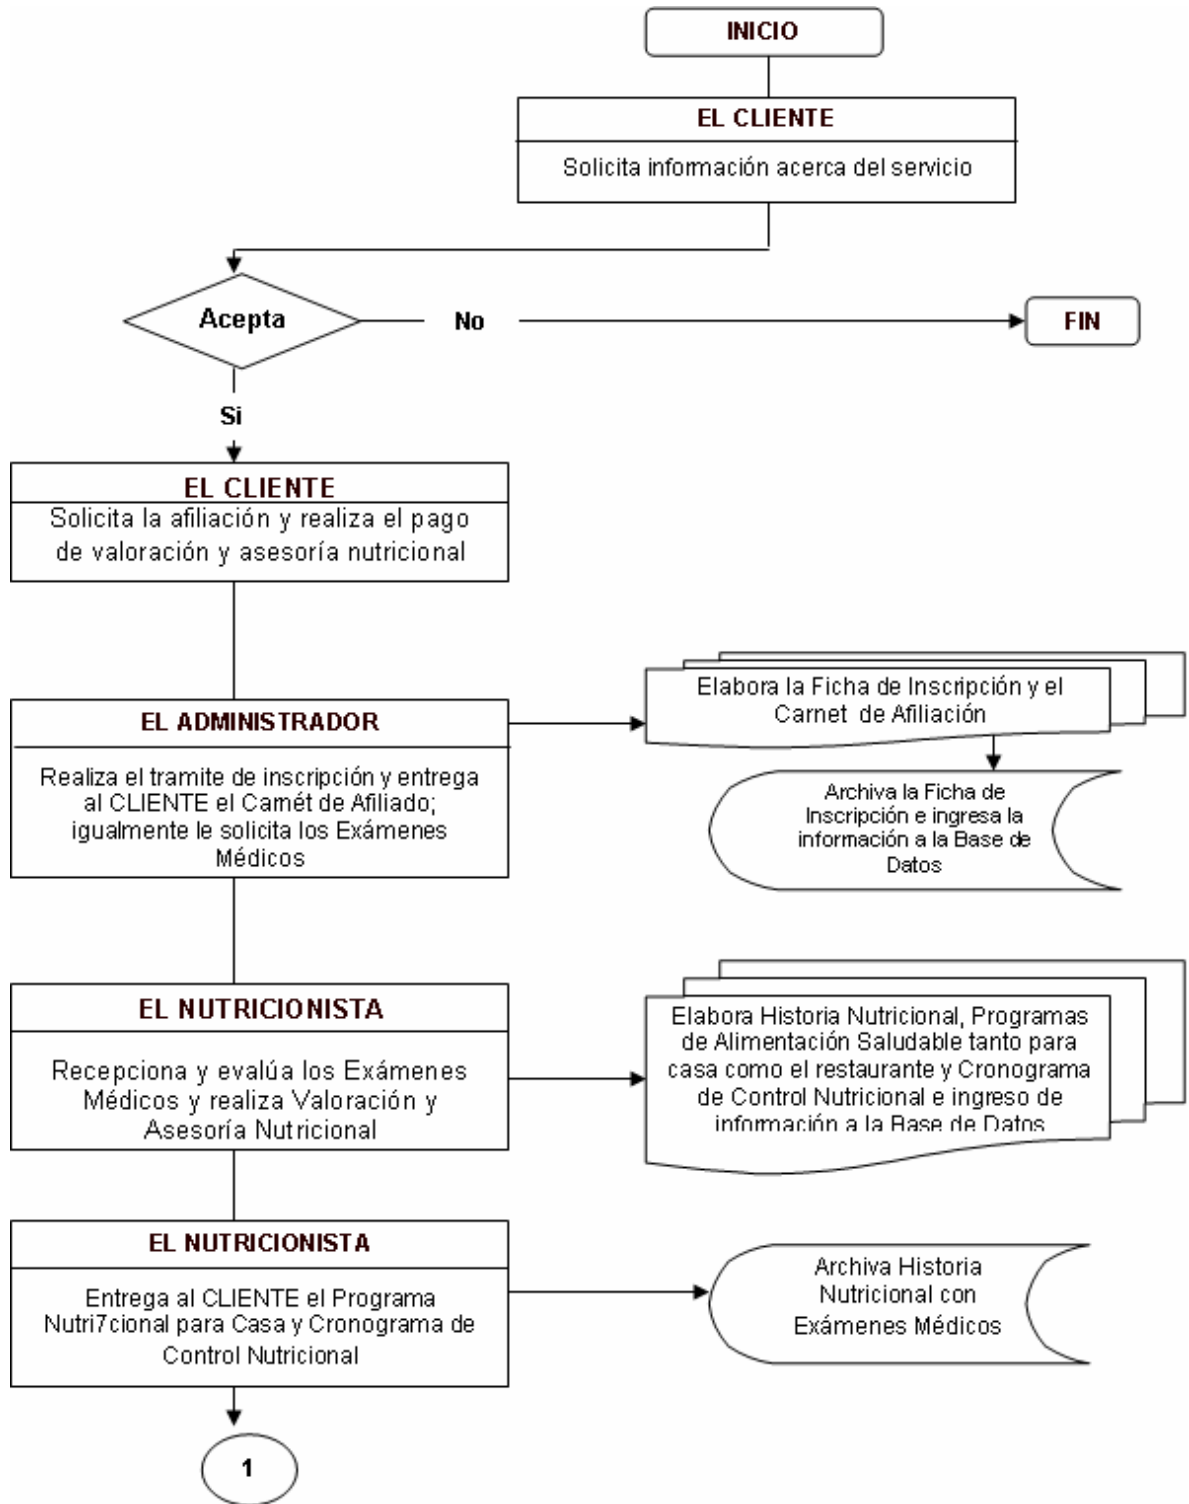 INICIO
EL CLIENTE
Solicita información acerca del servicio
Acepta
No
FIN
Si
EL CLIENTE
Solicita la afiliación y realiza el pago
de valoración y asesoría nutricional
EL ADMINISTRADOR
Realiza el tramite de inscripción y entrega
al CLIENTE el Carnét de Afiliado;
igualmente le solicita los Exámenes
Médicos
Elabora la Ficha de Inscripción y el
Carnet de Afiliación
Archiva la Ficha de
Inscripción e ingresa la
información a la Base de
Datos
EL NUTRICIONISTA
Recepciona y evalúa los Exámenes
Médicos y realiza Valoración y
Asesoría Nutricional
Elabora Historia Nutricional, Programas
de Alimentación Saludable tanto para
casa como el restaurante y Cronograma
de Control Nutricional e ingreso de
información a la Base de Datos
EL NUTRICIONISTA
Entrega al CLIENTE el Programa
Nutri7cional para Casa y Cronograma de
Control Nutricional
Archiva Historia
Nutricional con
Exámenes Médicos
1